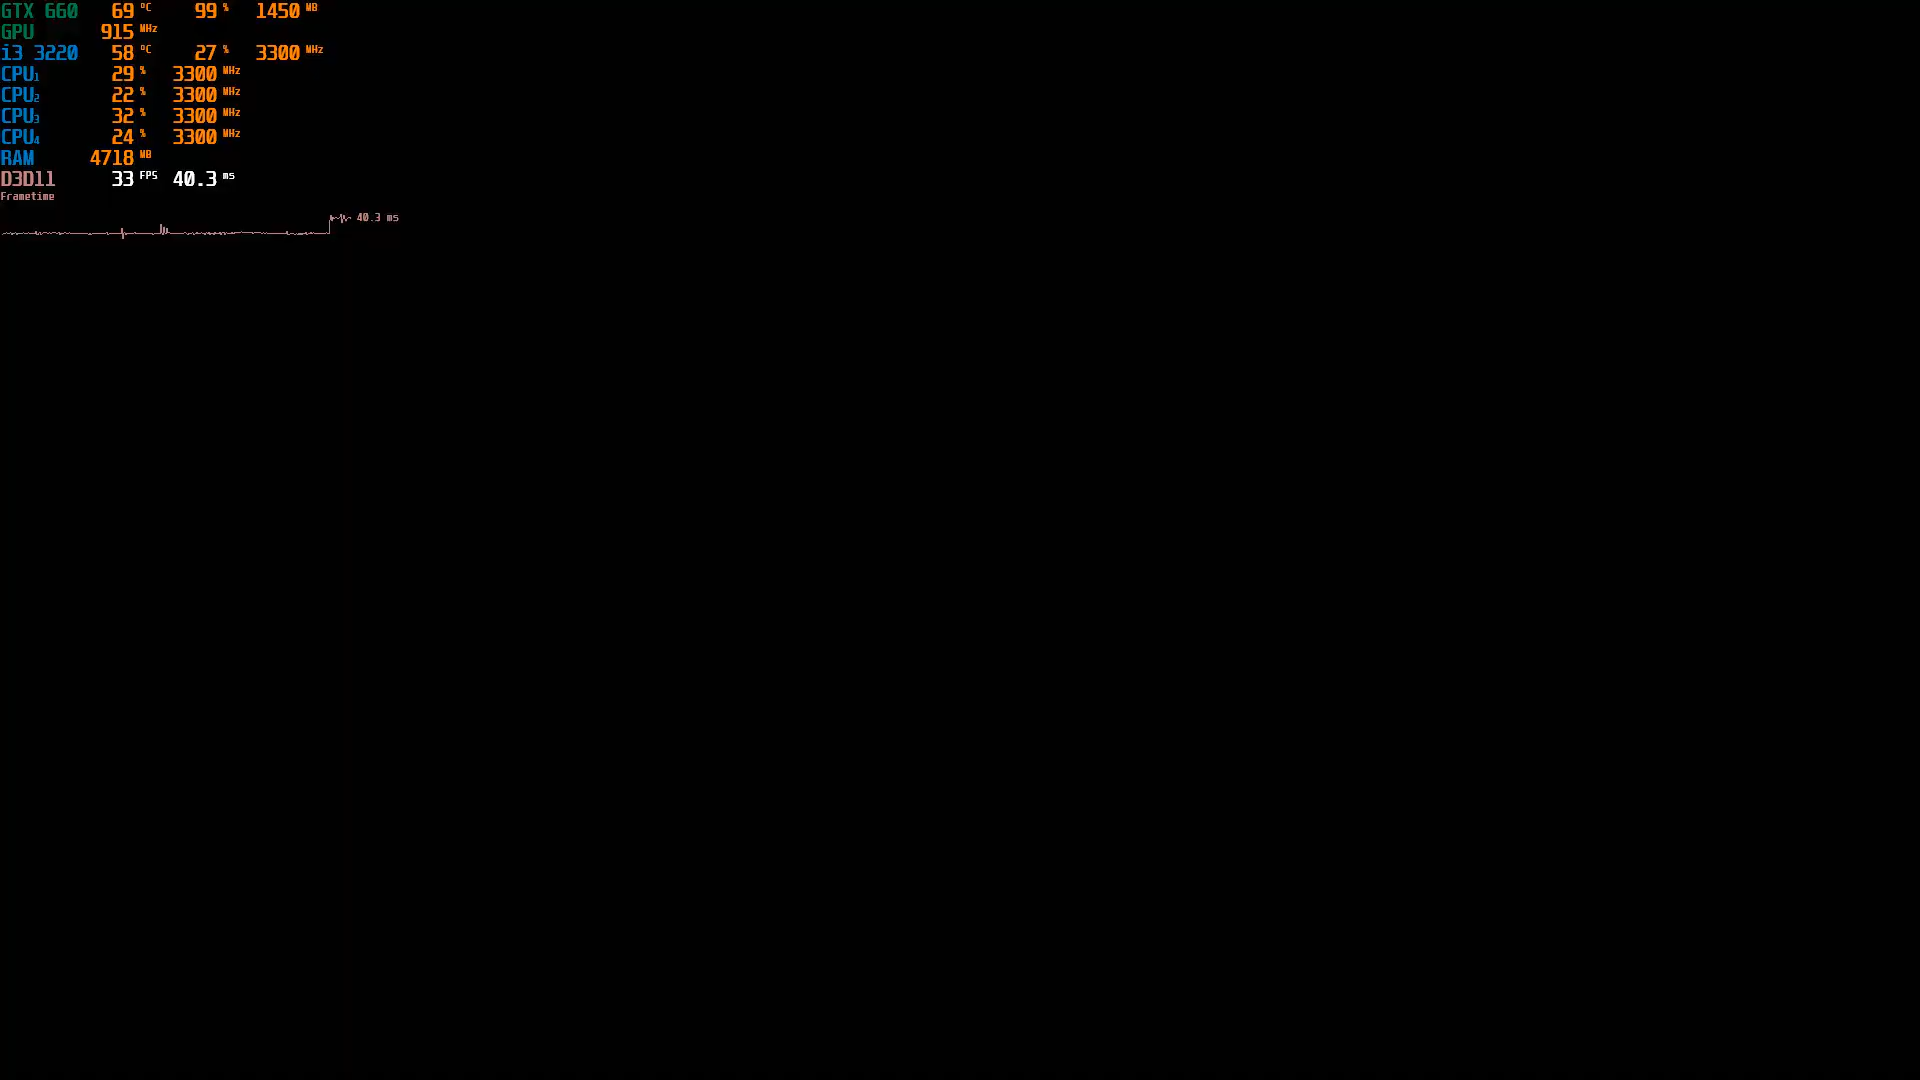 GTX 660 69 °C 99 % 1450 MB
GPU 915 MHz
i3 3220 58 °C 27 % 3300 MHz
CPU1 29 % 3300 MHz
CPU2 22 % 3300 MHz
CPU3 32 % 3300 MHz
CPU4 24 % 3300 MHz
RAM 4718 MB
D3D11 33 FPS 40.3 ms
Frametime
40.3 ms